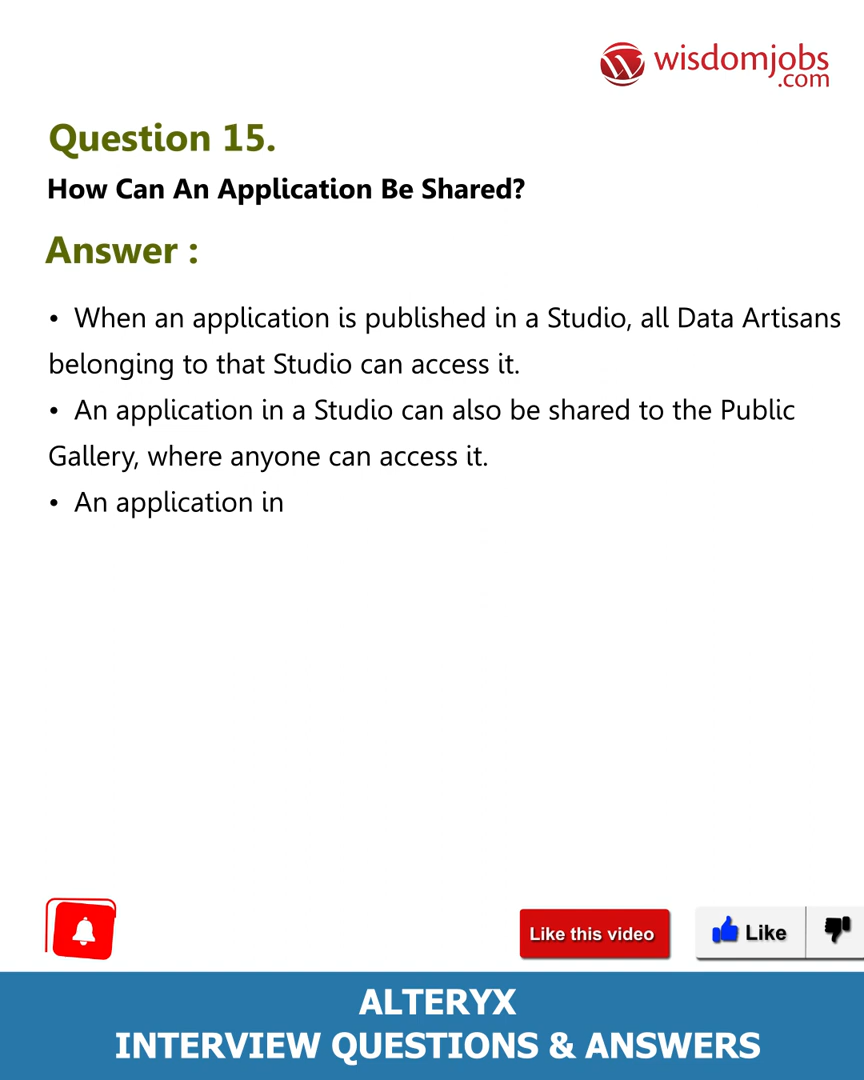 wisdomjobs
.com
Question 15.
How Can An Application Be Shared?
Answer :
• When an application is published in a Studio, all Data Artisans
belonging to that Studio can access it.
• An application in a Studio can also be shared to the Public
Gallery, where anyone can access it.
• An application in
Like this video
Like
ALTERYX
INTERVIEW QUESTIONS & ANSWERS